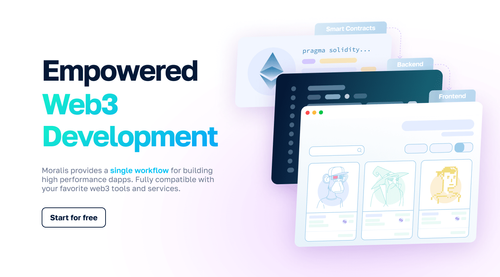 Empowered
Web3
Development
Moralis provides a single workflow for building
high performance dapps. Fully compatible with
your favorite web3 tools and services.
Start for free
Smart Contracts
pragma solidity...
Backend
Frontend